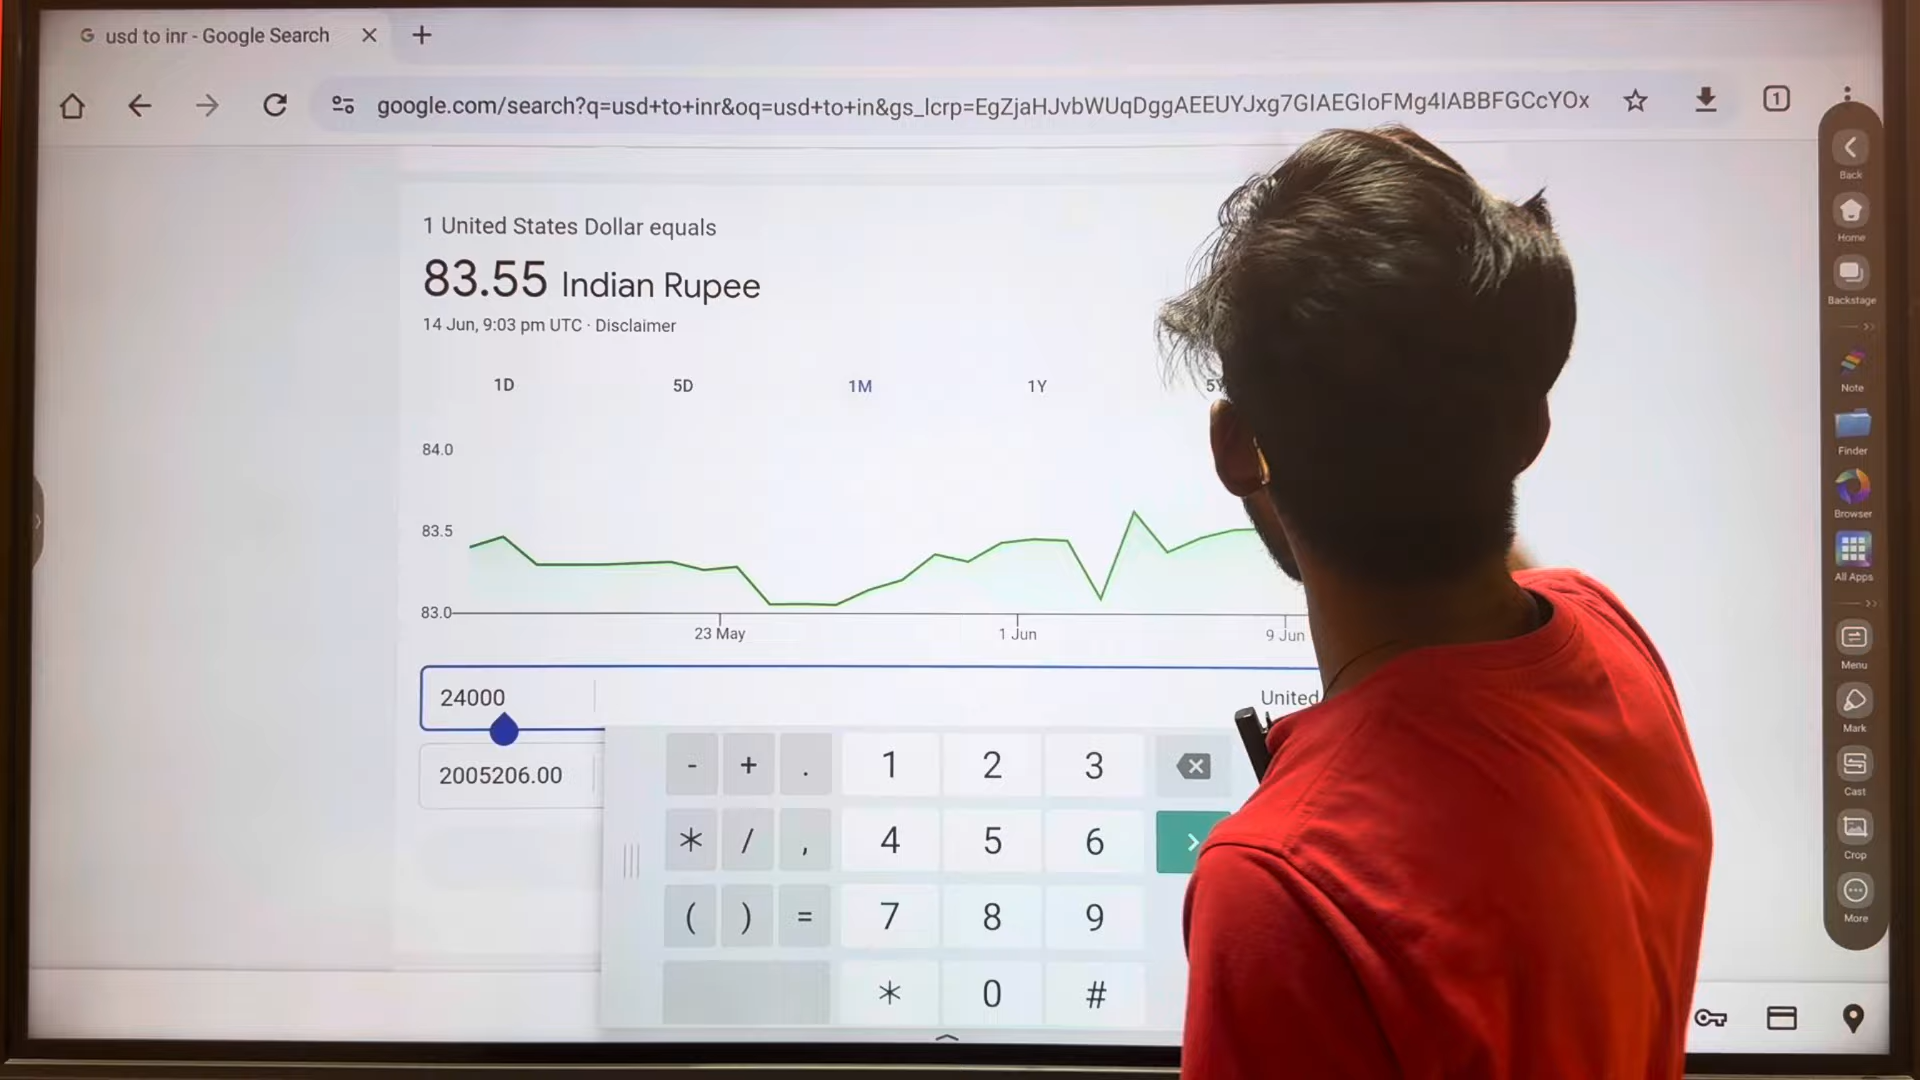 G usd to inr - Google Search
google.com/search?q=usd+to+inr&oq=usd+to+in&gs_lcrp=EgZjaHJvbWUqDggAEEUYJxg7GIAEGIoFMg4IABBFGCcYOx
1
1 United States Dollar equals
83.55 Indian Rupee
14 Jun, 9:03 pm UTC · Disclaimer
1D 5D 1M 1Y 5Y
84.0
83.5
83.0
23 May 1 Jun 9 Jun
24000 United
2005206.00
- + . 1 2 3
* / , 4 5 6
( ) = 7 8 9
* 0 #
Back
Home
Backstage
Note
Finder
Browser
All Apps
Menu
Mark
Cast
Crop
More